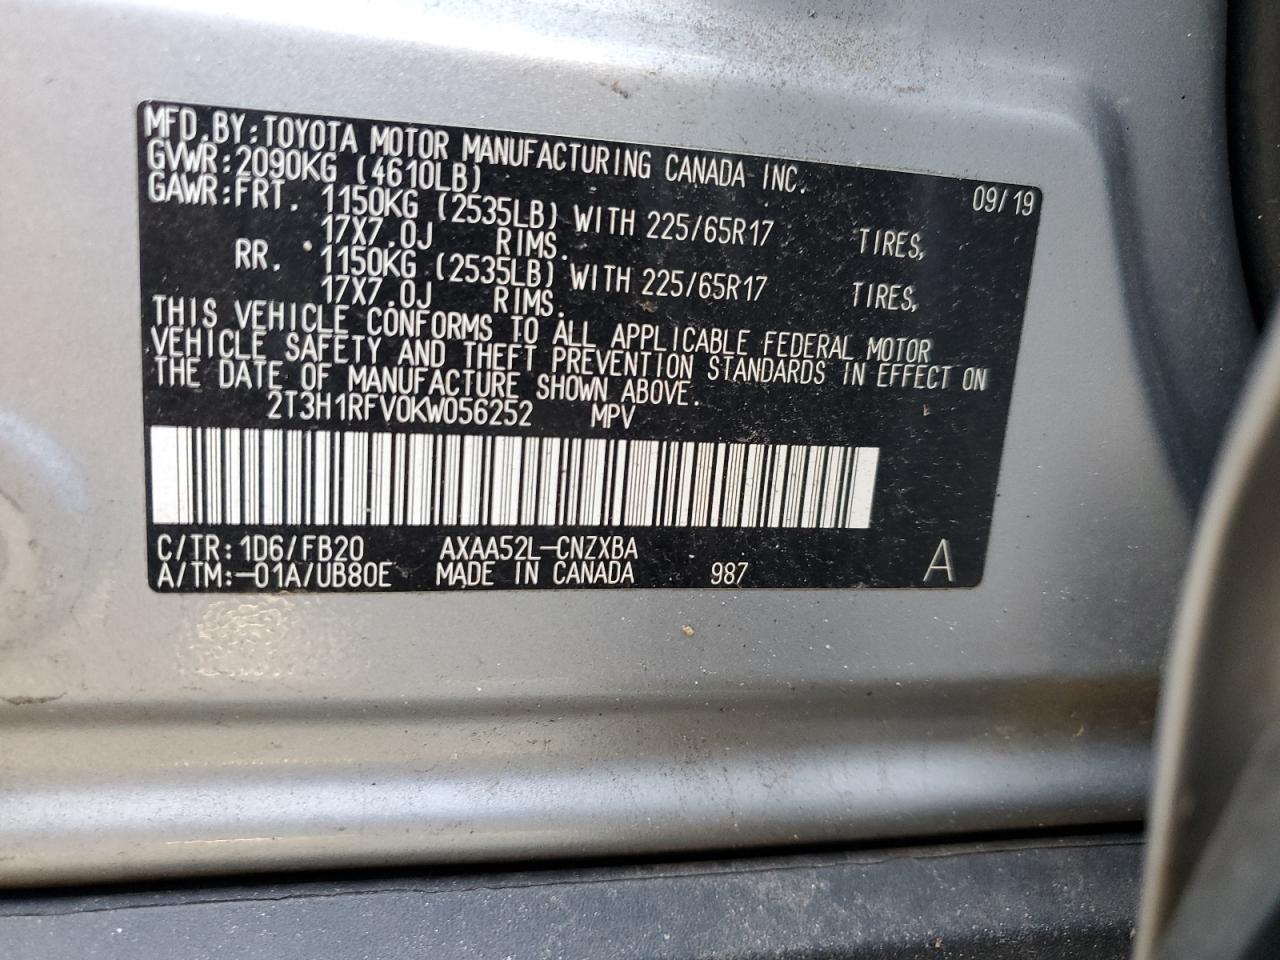 MFD. BY: TOYOTA MOTOR MANUFACTURING CANADA INC. 09/19
GVWR: 2090KG (4610LB)
GAWR: FRT. 1150KG (2535LB) WITH 225/65R17 TIRES,
17X7.0J RIMS.
RR. 1150KG (2535LB) WITH 225/65R17 TIRES,
17X7.0J RIMS.
THIS VEHICLE CONFORMS TO ALL APPLICABLE FEDERAL MOTOR
VEHICLE SAFETY AND THEFT PREVENTION STANDARDS IN EFFECT ON
THE DATE OF MANUFACTURE SHOWN ABOVE.
2T3H1RFV0KW056252 MPV
C/TR: 1D6/FB20 AXAA52L-CNZXBA
A/TM:-01A/UB80E MADE IN CANADA 987 A